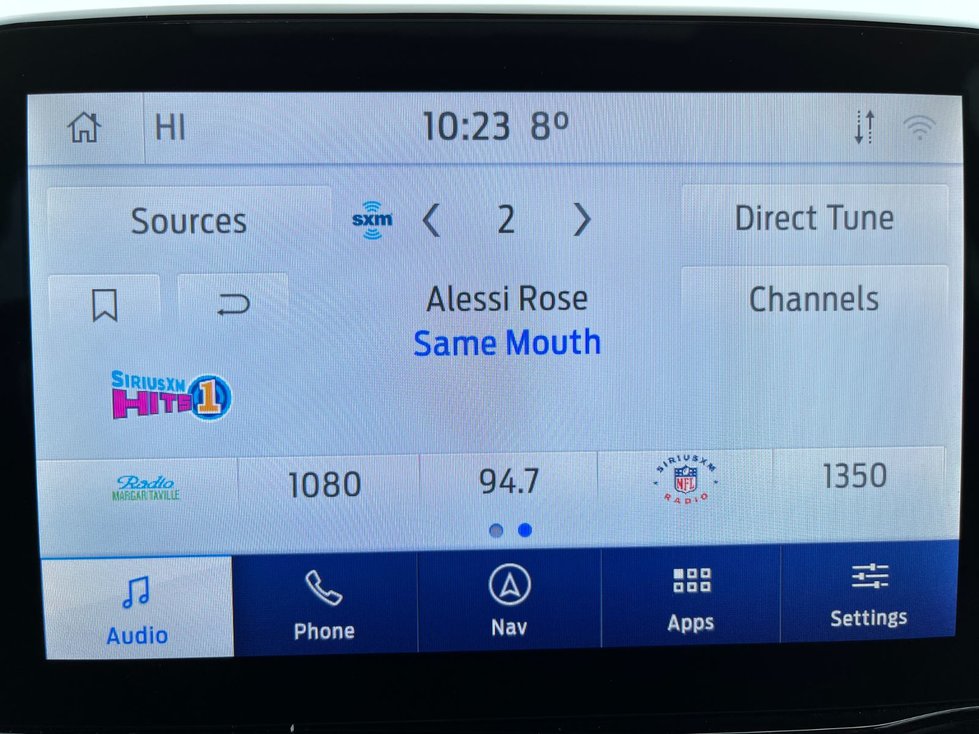 HI 10:23 8º
Sources sxm 2 Direct Tune
Alessi Rose Channels
Same Mouth
SIRIUSXM
HITS 1
Radio
MARGARITAVILLE
1080
94.7
SIRIUSXM
NFL
RADIO
1350
Audio
Phone
Nav
Apps
Settings